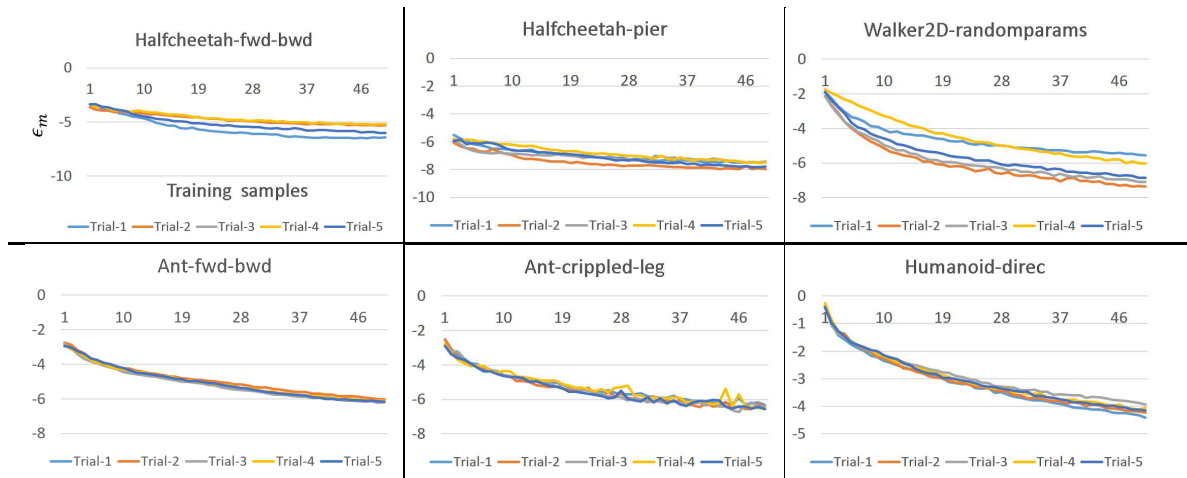 Halfcheetah-fwd-bwd
0
1 10 19 28 37 46
-5
ϵm
-10
Training samples
Trial-1 Trial-2 Trial-3 Trial-4 Trial-5
Halfcheetah-pier
0
1 10 19 28 37 46
-2
-4
-6
-8
-10
Trial-1 Trial-2 Trial-3 Trial-4 Trial-5
Walker2D-randomparams
0
1 10 19 28 37 46
-2
-4
-6
-8
Trial-1 Trial-2 Trial-3 Trial-4 Trial-5
Ant-fwd-bwd
0
1 10 19 28 37 46
-2
-4
-6
-8
Trial-1 Trial-2 Trial-3 Trial-4 Trial-5
Ant-crippled-leg
0
1 10 19 28 37 46
-2
-4
-6
-8
Trial-1 Trial-2 Trial-3 Trial-4 Trial-5
Humanoid-direc
0
1 10 19 28 37 46
-1
-2
-3
-4
-5
Trial-1 Trial-2 Trial-3 Trial-4 Trial-5